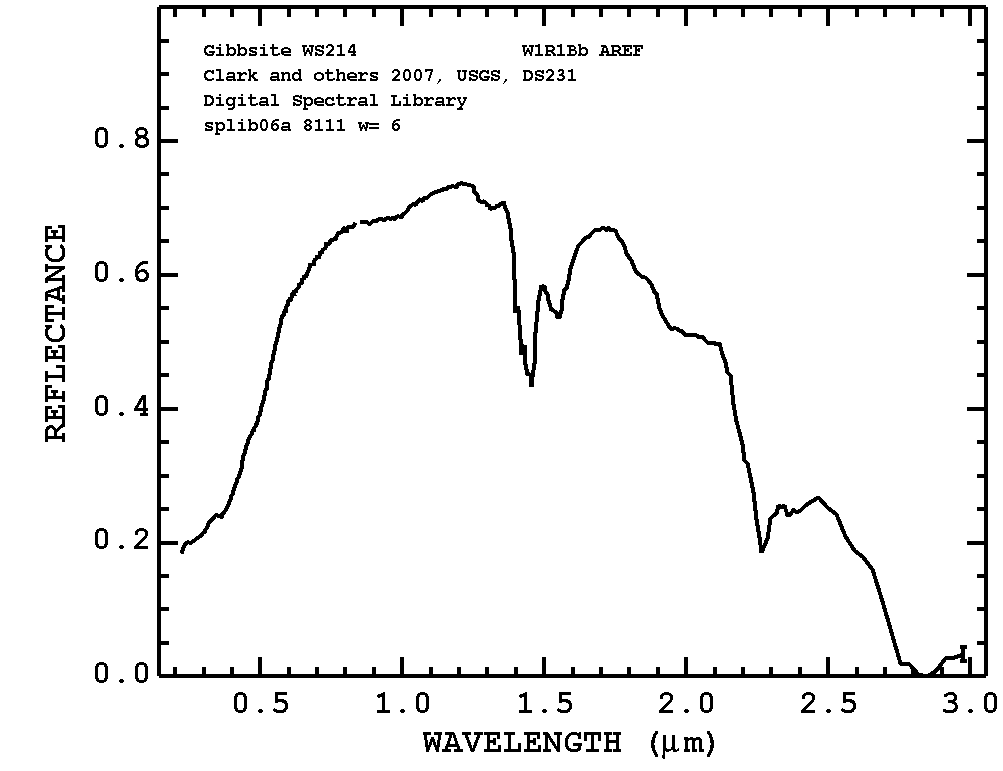 Gibbsite WS214 W1R1Bb AREF
Clark and others 2007, USGS, DS231
Digital Spectral Library
splib06a 8111 w= 6
REFLECTANCE
0.8
0.6
0.4
0.2
0.0
0.5 1.0 1.5 2.0 2.5 3.0
WAVELENGTH (μm)